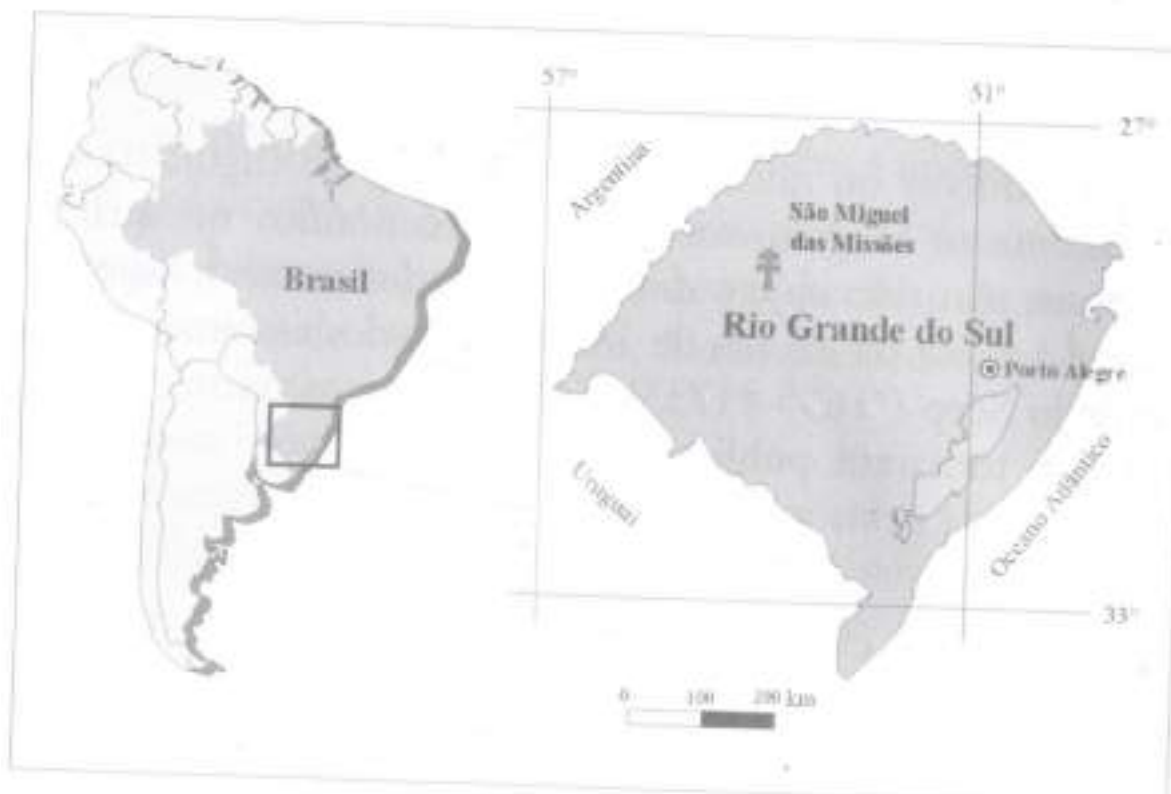 Brasil
57°
51°
27°
Argentina
São Miguel
das Missões
Rio Grande do Sul
Porto Alegre
Uruguai
Oceano Atlântico
33°
0 100 200 km